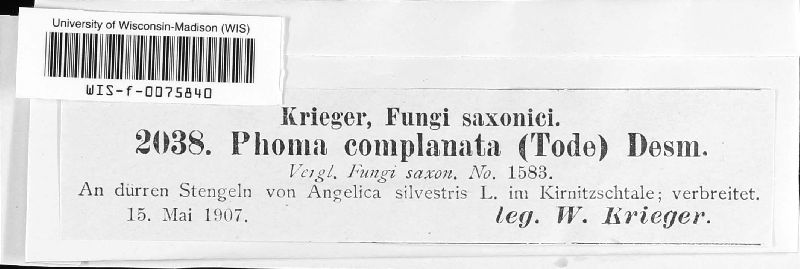 University of Wisconsin-Madison (WIS)
WIS-f-0075840
Krieger, Fungi saxonici.
2038. Phoma complanata (Tode) Desm.
Vergl. Fungi saxon. No. 1583.
An dürren Stengeln von Angelica silvestris L. im Kirnitzschtale; verbreitet.
15. Mai 1907. leg. W. Krieger.